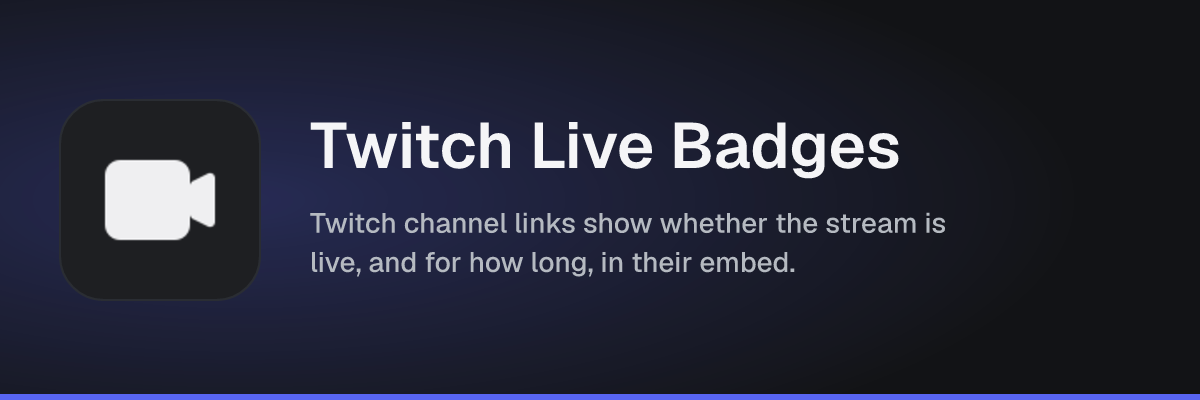 Twitch Live Badges
Twitch channel links show whether the stream is
live, and for how long, in their embed.